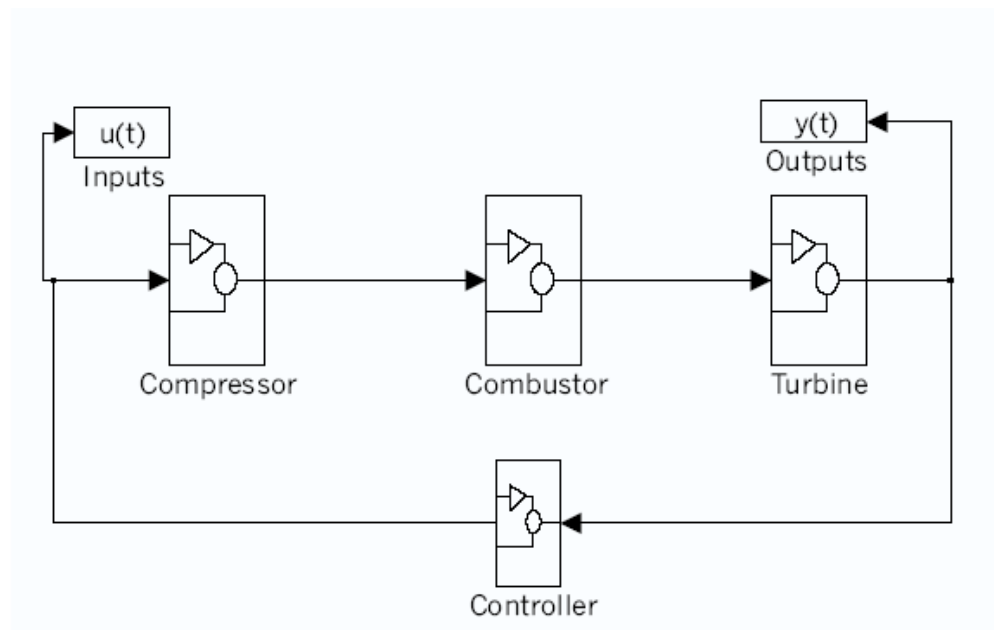 u(t)
Inputs
y(t)
Outputs
Compressor
Combustor
Turbine
Controller